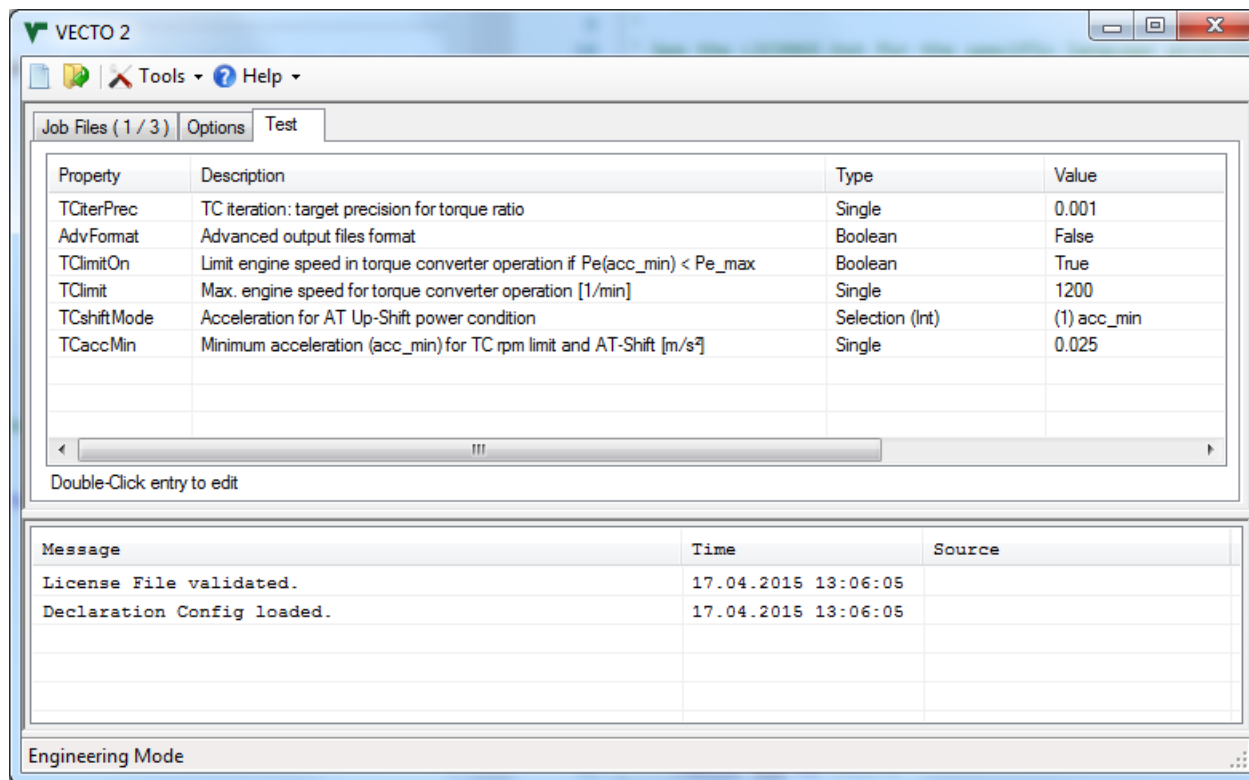 VECTO 2
Tools Help
Job Files ( 1 / 3 ) Options Test
Property Description Type Value
TCiterPrec TC iteration: target precision for torque ratio Single 0.001
AdvFormat Advanced output files format Boolean False
TClimitOn Limit engine speed in torque converter operation if Pe(acc_min) < Pe_max Boolean True
TClimit Max. engine speed for torque converter operation [1/min] Single 1200
TCshiftMode Acceleration for AT Up-Shift power condition Selection (Int) (1) acc_min
TCaccMin Minimum acceleration (acc_min) for TC rpm limit and AT-Shift [m/s²] Single 0.025
Double-Click entry to edit
Message Time Source
License File validated. 17.04.2015 13:06:05
Declaration Config loaded. 17.04.2015 13:06:05
Engineering Mode